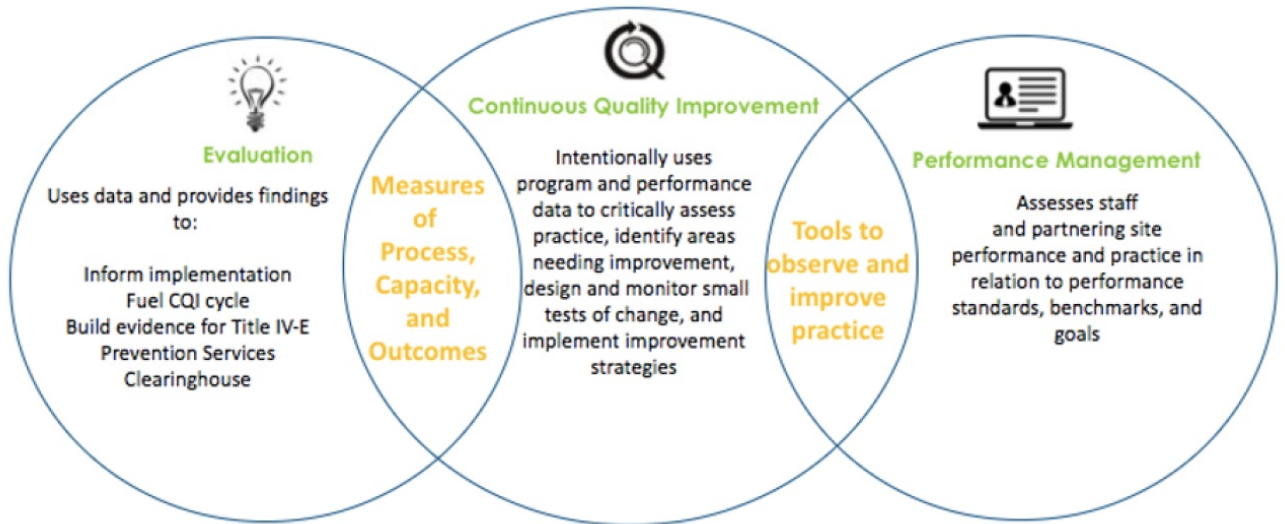 Evaluation
Uses data and provides findings
to:
Inform implementation
Fuel CQI cycle
Build evidence for Title IV-E
Prevention Services
Clearinghouse
Measures
of
Process,
Capacity,
and
Outcomes
Continuous Quality Improvement
Intentionally uses
program and performance
data to critically assess
practice, identify areas
needing improvement,
design and monitor small
tests of change, and
implement improvement
strategies
Tools to
observe and
improve
practice
Performance Management
Assesses staff
and partnering site
performance and practice in
relation to performance
standards, benchmarks, and
goals